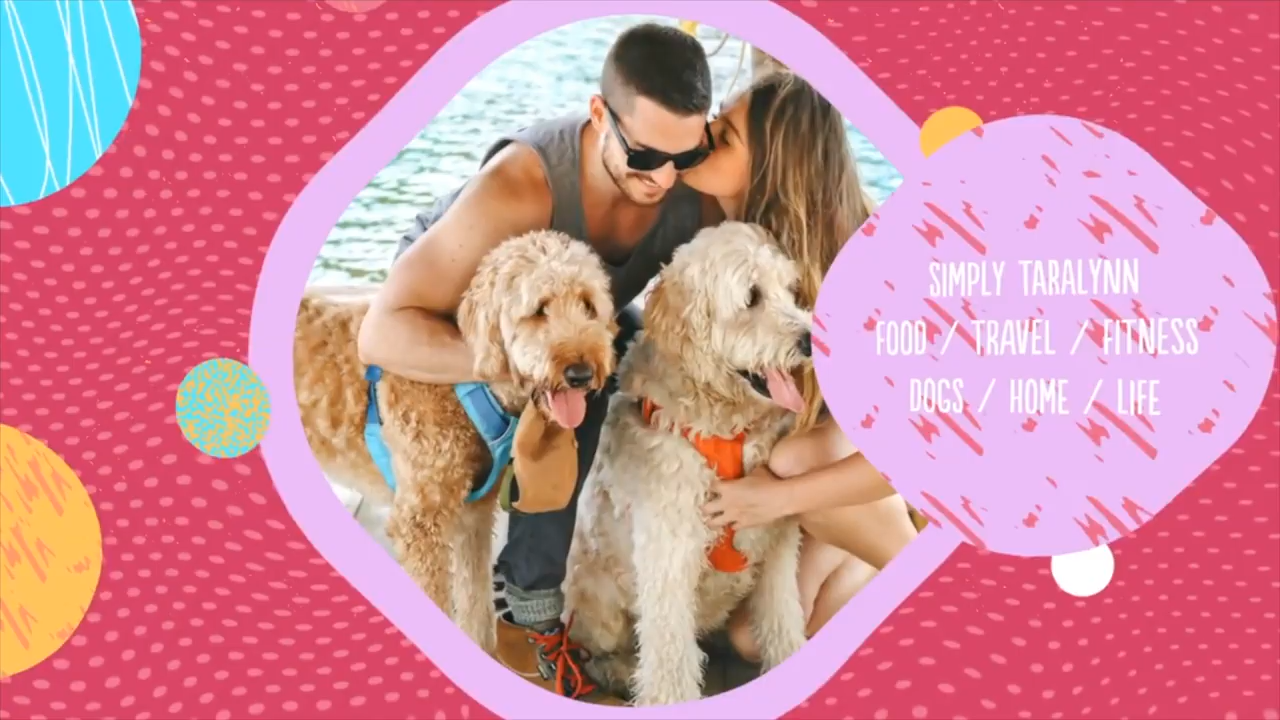 SIMPLY TARALYNN
FOOD / TRAVEL / FITNESS
DOGS / HOME / LIFE